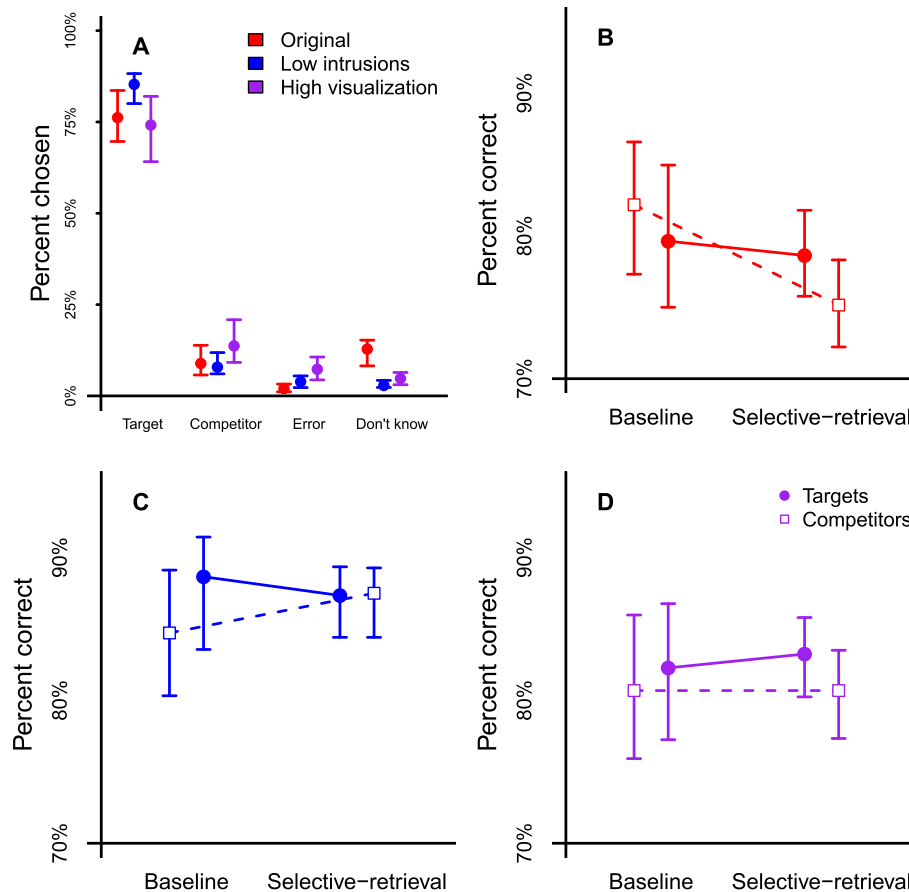 A
Original
Low intrusions
High visualization
Percent chosen
100%
75%
50%
25%
0%
Target
Competitor
Error
Don't know
B
Percent correct
90%
80%
70%
Baseline
Selective−retrieval
C
Percent correct
90%
80%
70%
Baseline
Selective−retrieval
D
Targets
Competitors
Percent correct
90%
80%
70%
Baseline
Selective−retrieval